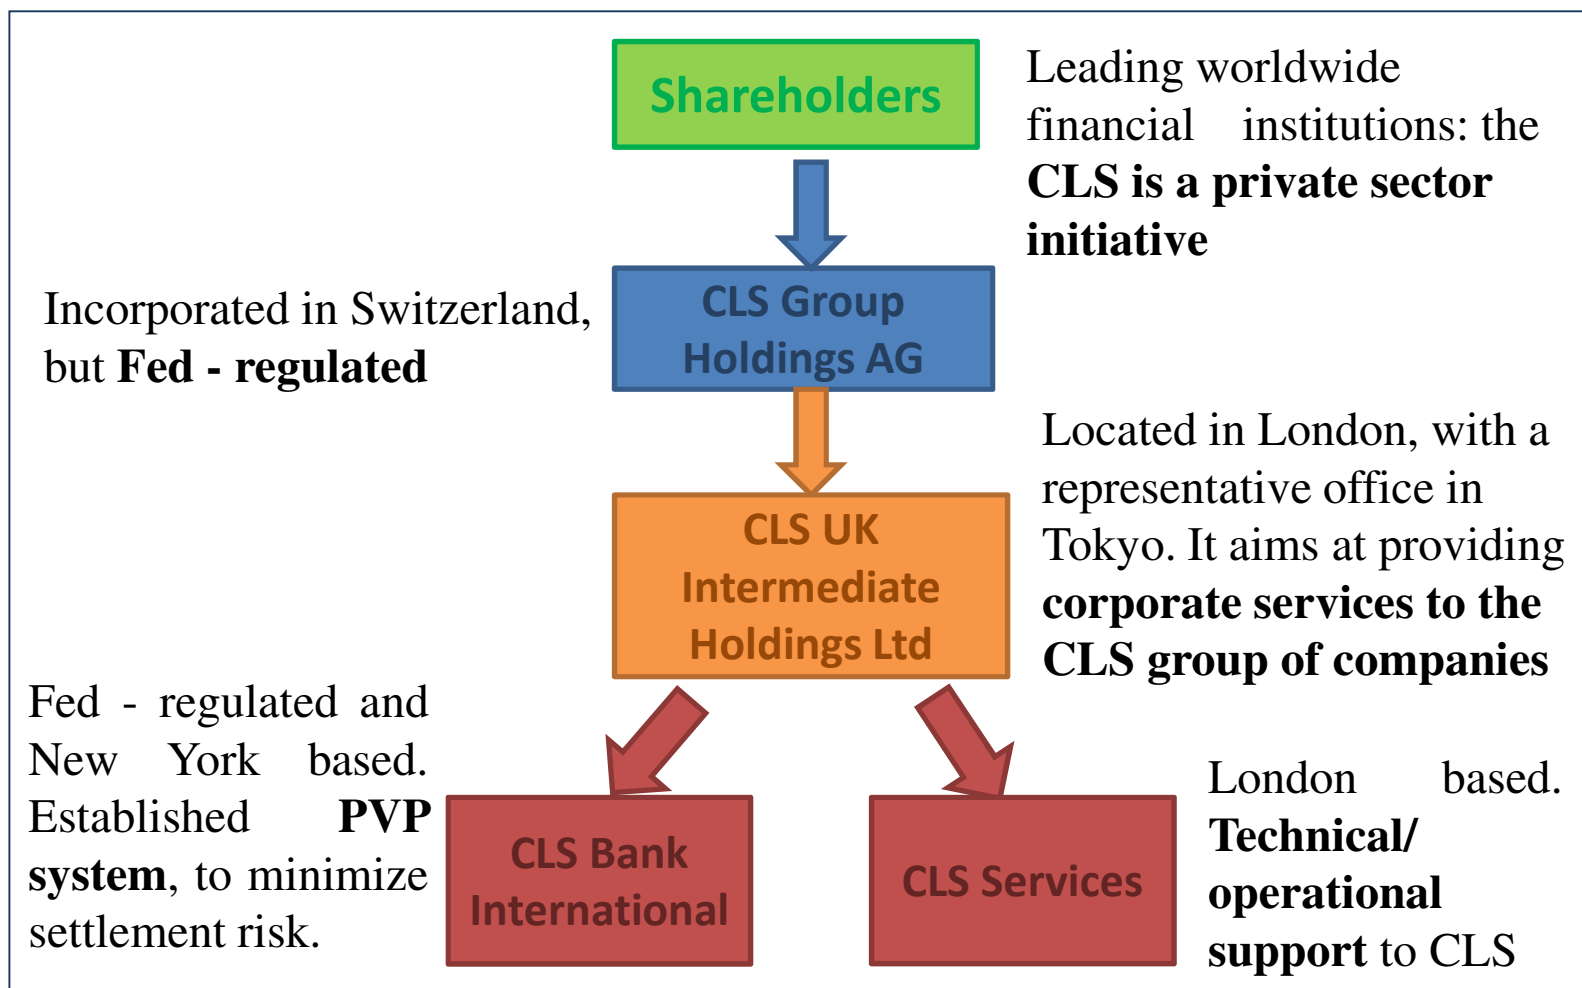 Shareholders
Leading worldwide
financial institutions: the
CLS is a private sector
initiative
Incorporated in Switzerland,
but Fed - regulated
CLS Group
Holdings AG
Located in London, with a
representative office in
Tokyo. It aims at providing
corporate services to the
CLS group of companies
CLS UK
Intermediate
Holdings Ltd
Fed - regulated and
New York based.
Established PVP
system, to minimize
settlement risk.
CLS Bank
International
CLS Services
London based.
Technical/
operational
support to CLS